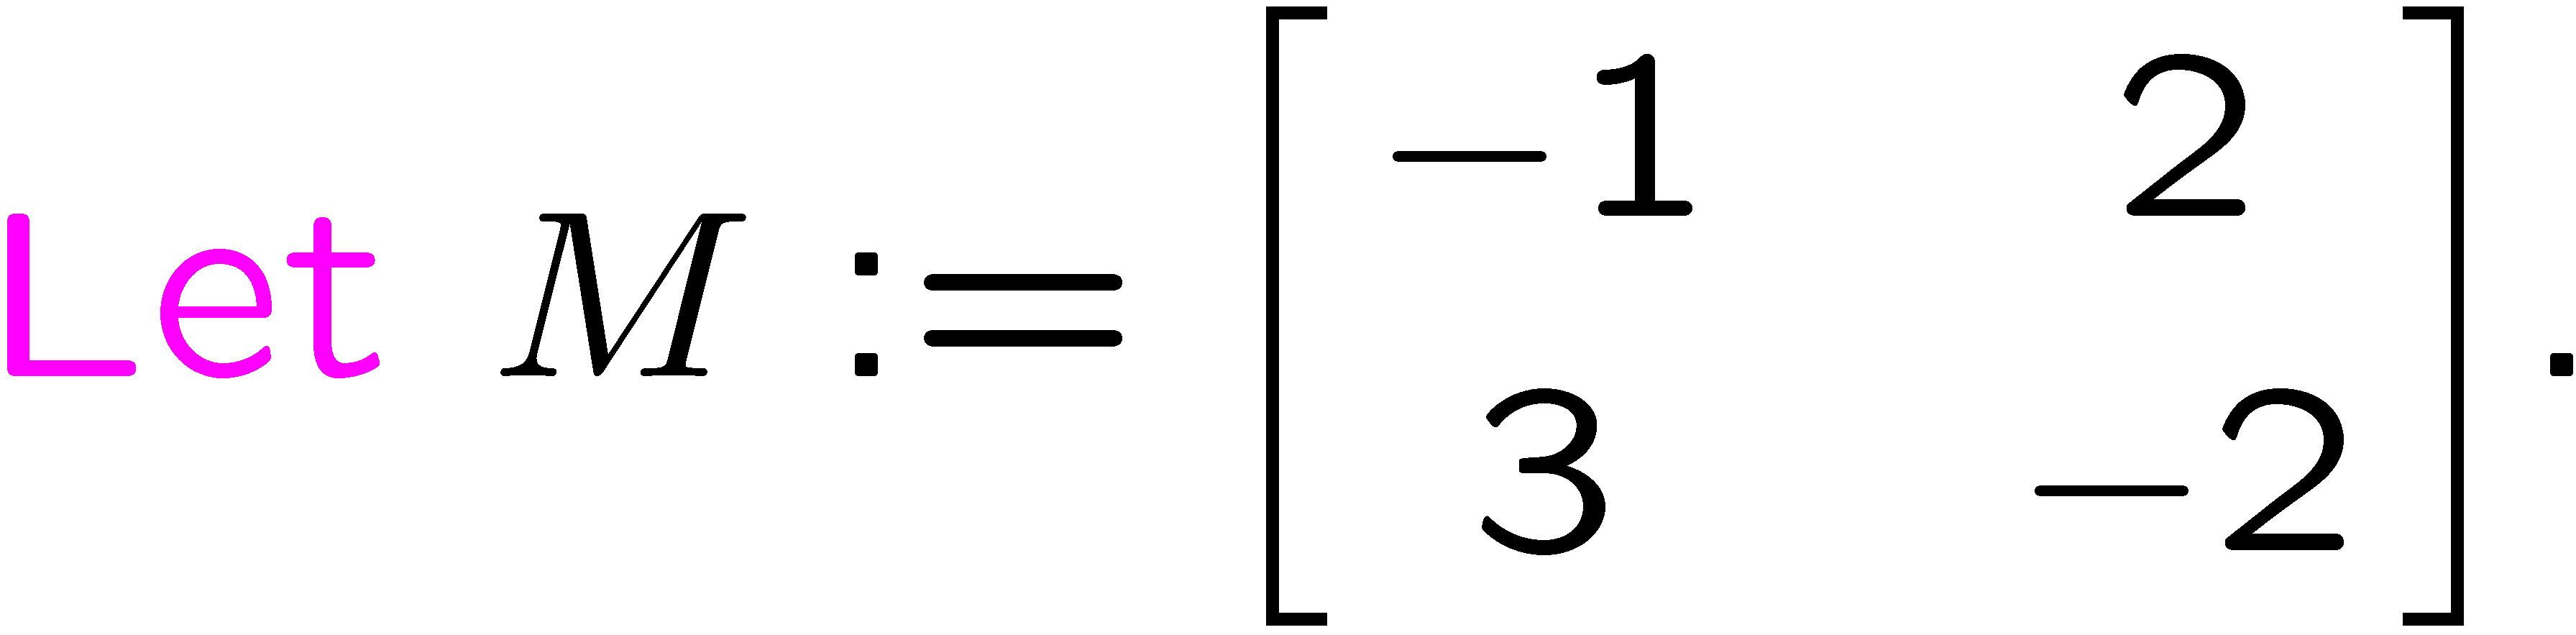 Let M := [ −1 2
3 −2 ] .